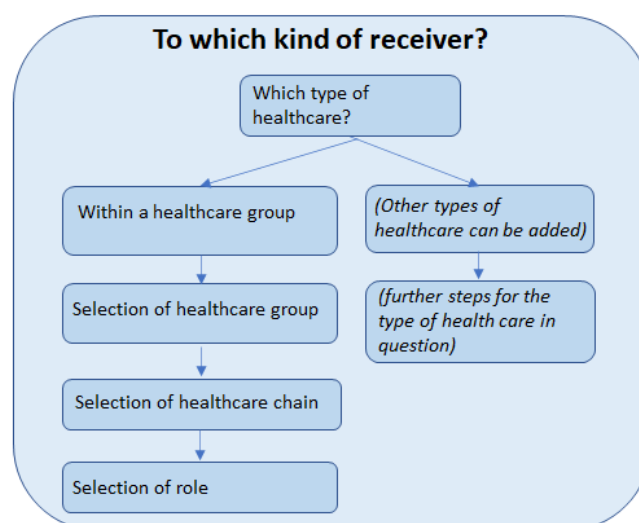 To which kind of receiver?
Which type of
healthcare?
Within a healthcare group
(Other types of
healthcare can be added)
Selection of healthcare group
(further steps for the
type of health care in
question)
Selection of healthcare chain
Selection of role